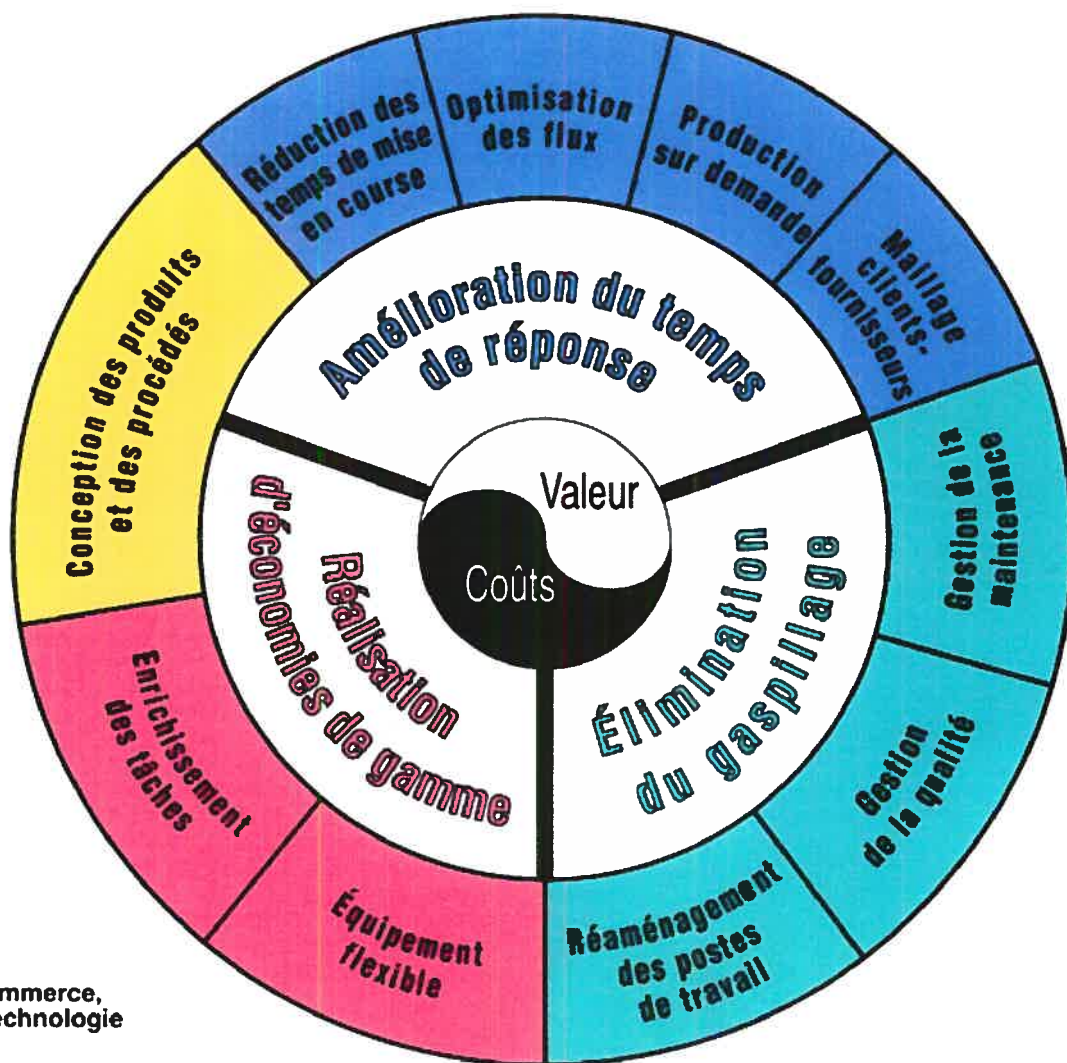 Réduction des
temps de mise
en course
Optimisation
des flux
Production
sur demande
Maillage
clients-
fournisseurs
Conception des produits
et des procédés
Amélioration du temps
de réponse
Gestion de la
maintenance
Valeur
Coûts
Réalisation
d'économies de gamme
Élimination
du gaspillage
Enrichissement
des tâches
Gestion
de la qualité
Équipement
flexible
Réaménagement
des postes
de travail
mmerce,
echnologie